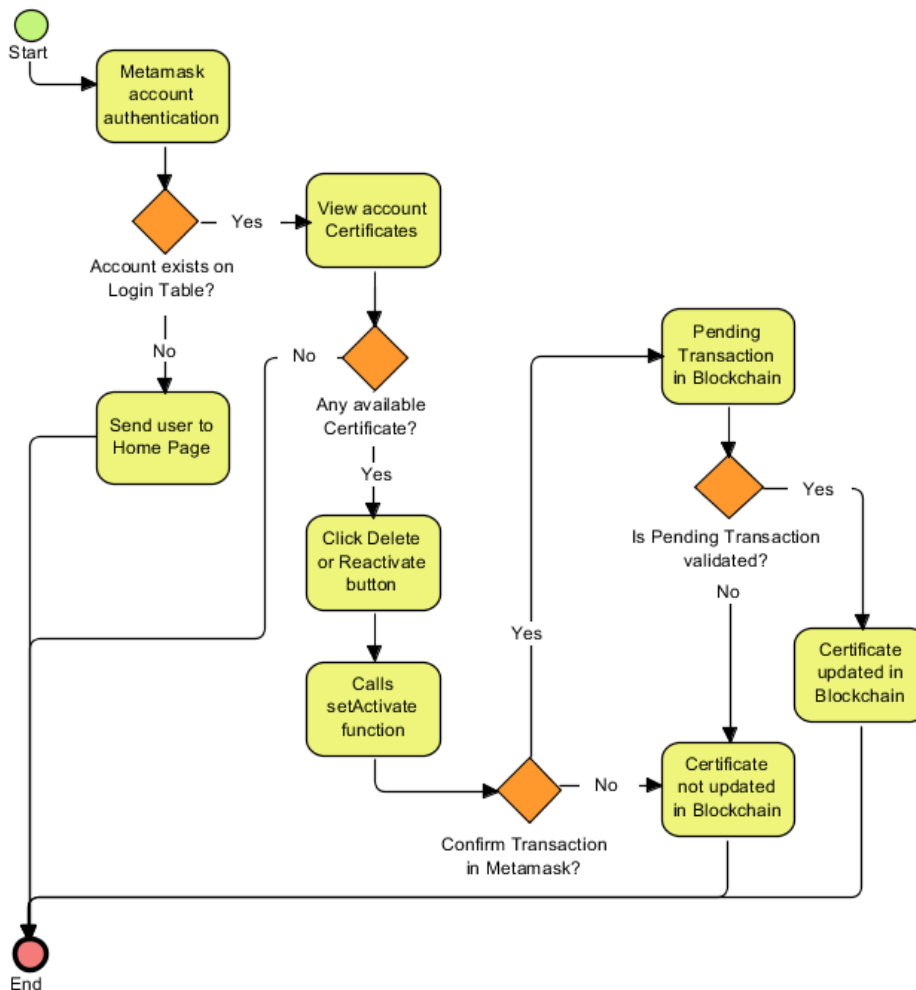 Start
Metamask
account
authentication
Account exists on
Login Table?
Yes
No
Send user to
Home Page
View account
Certificates
Any available
Certificate?
No
Yes
Click Delete
or Reactivate
button
Calls
setActivate
function
Confirm Transaction
in Metamask?
Yes
No
Pending
Transaction
in Blockchain
Is Pending Transaction
validated?
Yes
No
Certificate
updated in
Blockchain
Certificate
not updated
in Blockchain
End